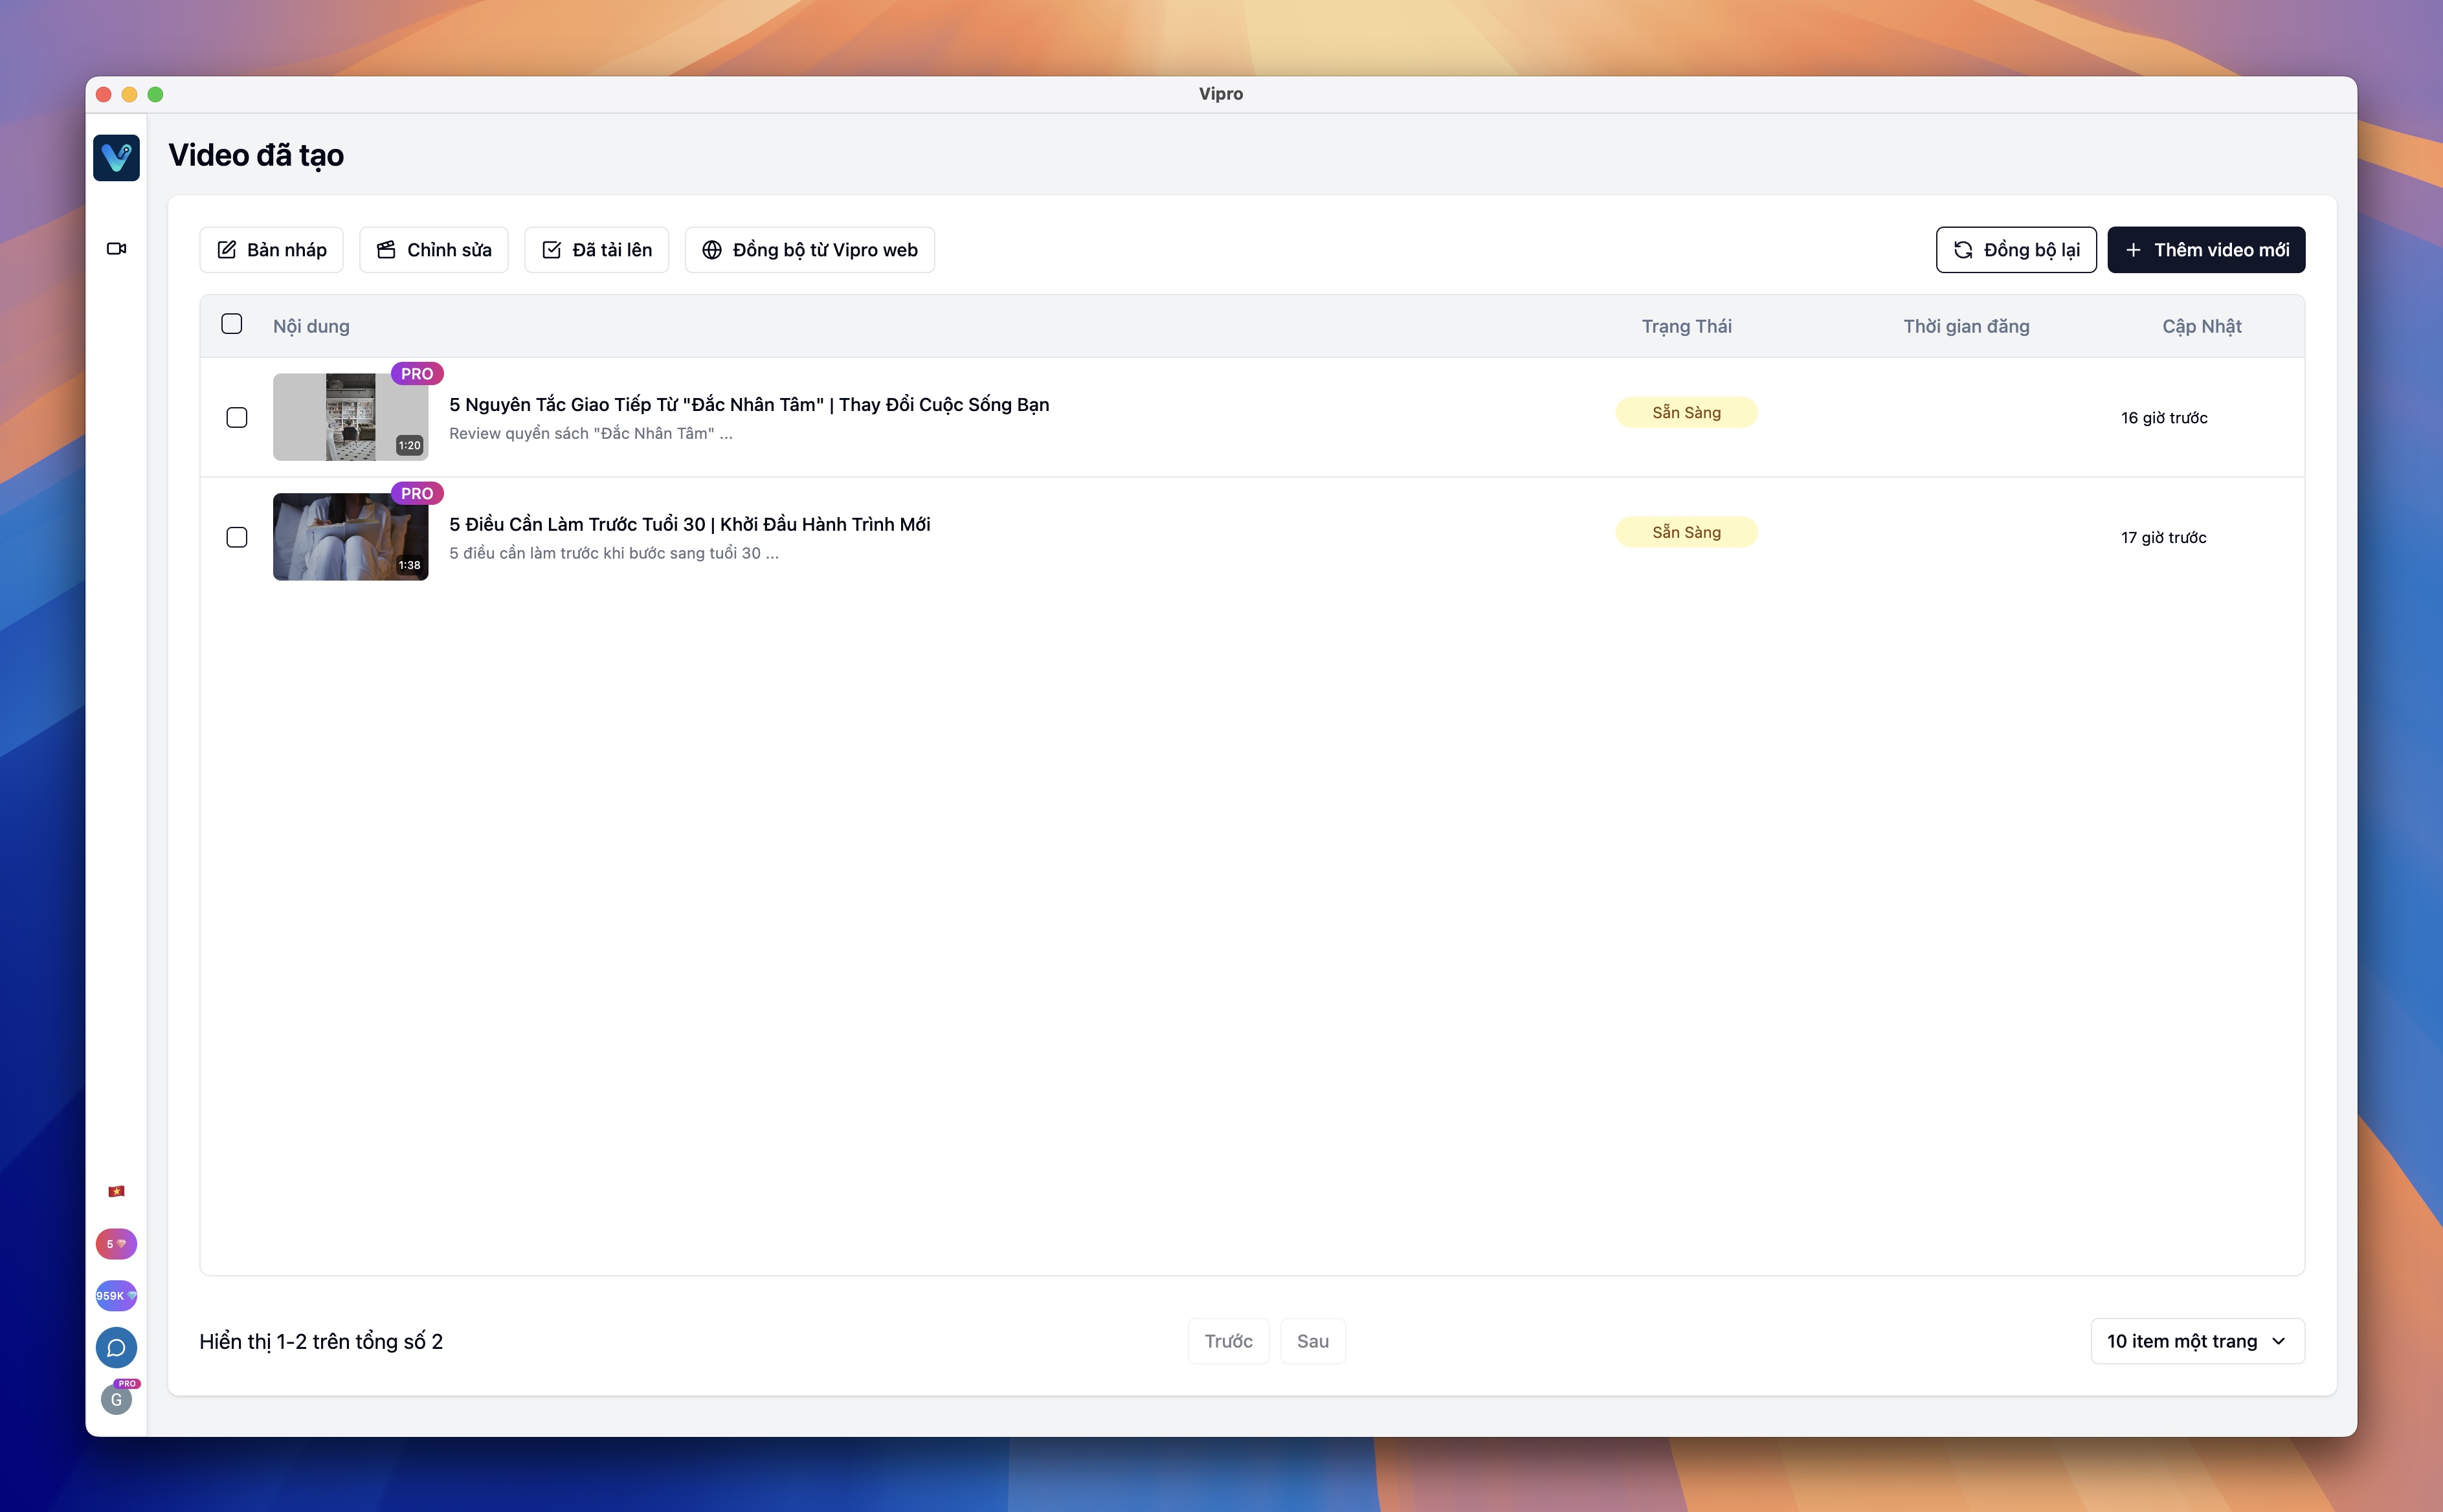 Vipro
Video đã tạo
Bản nháp
Chỉnh sửa
Đã tải lên
Đồng bộ từ Vipro web
Đồng bộ lại
Thêm video mới
Nội dung
Trạng Thái
Thời gian đăng
Cập Nhật
PRO
1:20
5 Nguyên Tắc Giao Tiếp Từ "Đắc Nhân Tâm" | Thay Đổi Cuộc Sống Bạn
Review quyển sách "Đắc Nhân Tâm" ...
Sẵn Sàng
16 giờ trước
PRO
1:38
5 Điều Cần Làm Trước Tuổi 30 | Khởi Đầu Hành Trình Mới
5 điều cần làm trước khi bước sang tuổi 30 ...
Sẵn Sàng
17 giờ trước
5
959K
PRO
G
Hiển thị 1-2 trên tổng số 2
Trước
Sau
10 item một trang